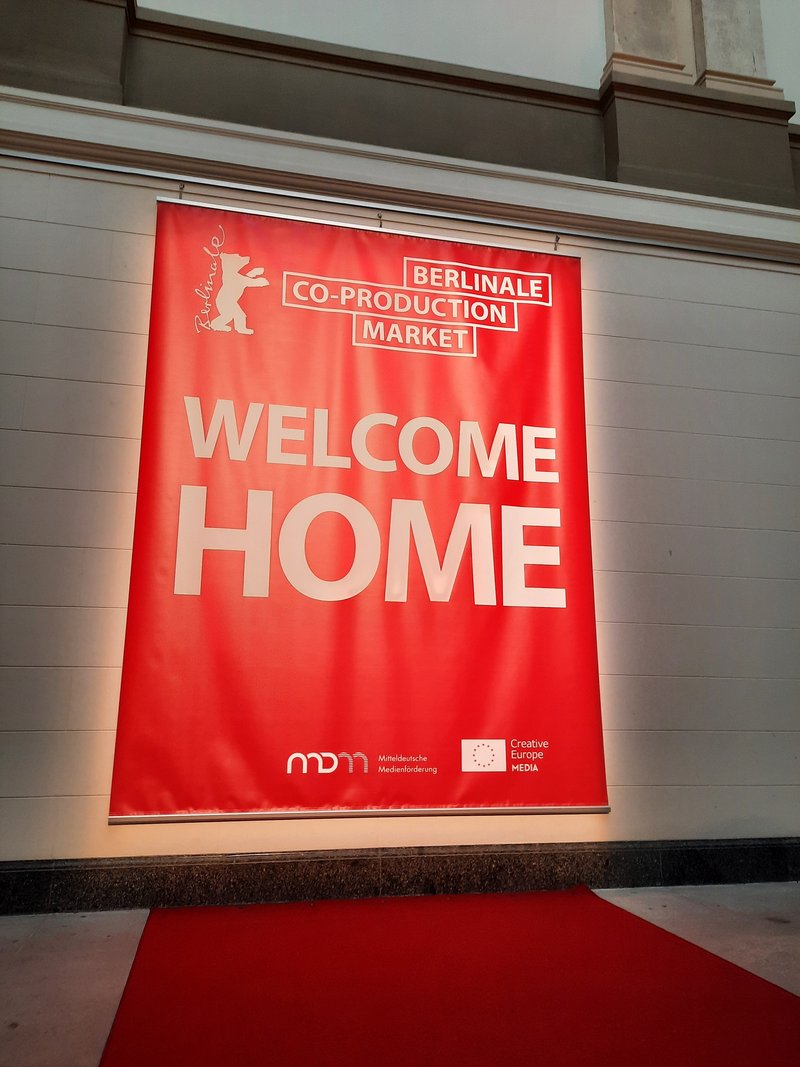 Berlinale
BERLINALE
CO-PRODUCTION
MARKET
WELCOME
HOME
mDm
Mitteldeutsche
Medienförderung
Creative
Europe
MEDIA